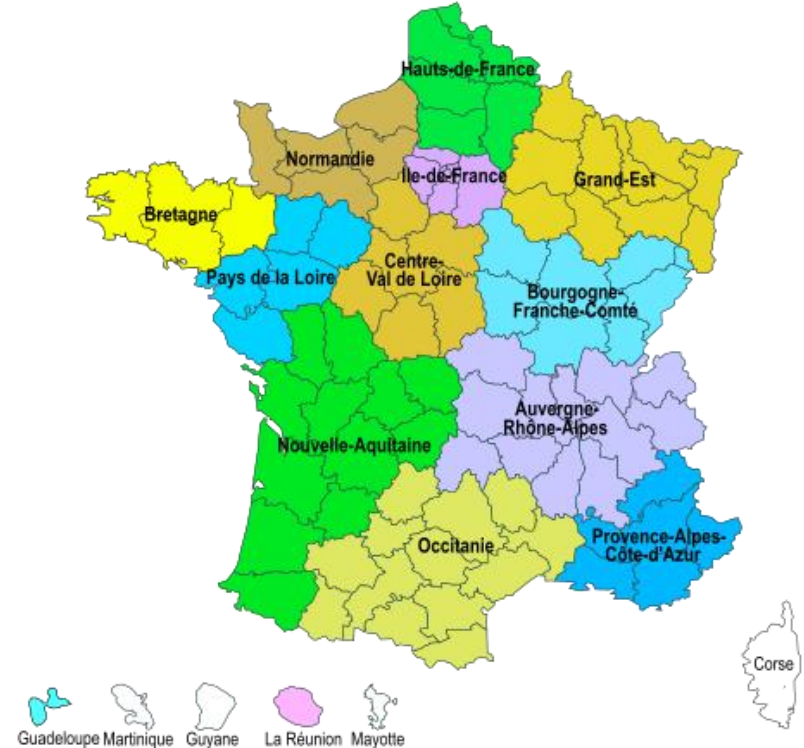 Hauts-de-France
Normandie
Île-de-France
Grand-Est
Bretagne
Centre-
Val de Loire
Pays de la Loire
Bourgogne-
Franche-Comté
Auvergne-
Rhône-Alpes
Nouvelle-Aquitaine
Occitanie
Provence-Alpes-
Côte-d'Azur
Corse
Guadeloupe
Martinique
Guyane
La Réunion
Mayotte